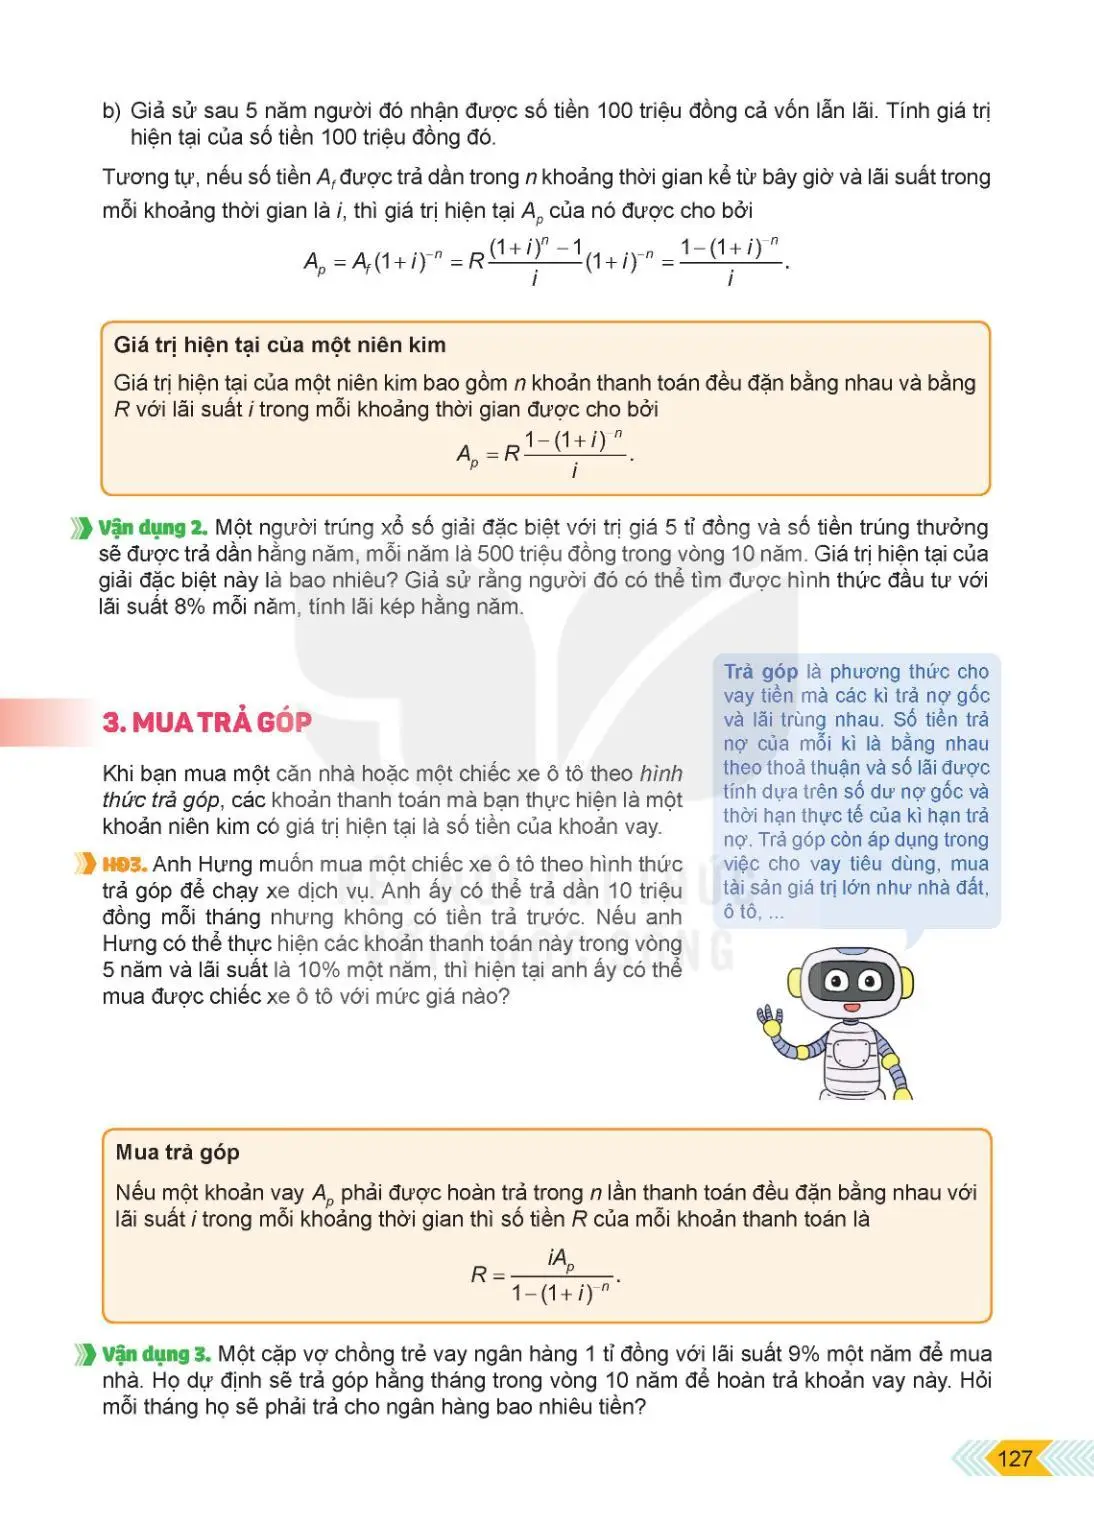 b) Giả sử sau 5 năm người đó nhận được số tiền 100 triệu đồng cả vốn lẫn lãi. Tính giá trị
hiện tại của số tiền 100 triệu đồng đó.
Tương tự, nếu số tiền A_f được trả dần trong n khoảng thời gian kể từ bây giờ và lãi suất trong
mỗi khoảng thời gian là i, thì giá trị hiện tại A_p của nó được cho bởi
A_p = A_f(1+i)^{-n} = R \frac{(1+i)^n − 1}{i}(1+i)^{-n} = \frac{1−(1+i)^{-n}}{i}.
Giá trị hiện tại của một niên kim
Giá trị hiện tại của một niên kim bao gồm n khoản thanh toán đều đặn bằng nhau và bằng
R với lãi suất i trong mỗi khoảng thời gian được cho bởi
A_p = R \frac{1−(1+i)^{-n}}{i}.
Vận dụng 2. Một người trúng xổ số giải đặc biệt với trị giá 5 tỉ đồng và số tiền trúng thưởng
sẽ được trả dần hằng năm, mỗi năm là 500 triệu đồng trong vòng 10 năm. Giá trị hiện tại của
giải đặc biệt này là bao nhiêu? Giả sử rằng người đó có thể tìm được hình thức đầu tư với
lãi suất 8% mỗi năm, tính lãi kép hằng năm.
3. MUA TRẢ GÓP
Khi bạn mua một căn nhà hoặc một chiếc xe ô tô theo hình
thức trả góp, các khoản thanh toán mà bạn thực hiện là một
khoản niên kim có giá trị hiện tại là số tiền của khoản vay.
HĐ3. Anh Hưng muốn mua một chiếc xe ô tô theo hình thức
trả góp để chạy xe dịch vụ. Anh ấy có thể trả dần 10 triệu
đồng mỗi tháng nhưng không có tiền trả trước. Nếu anh
Hưng có thể thực hiện các khoản thanh toán này trong vòng
5 năm và lãi suất là 10% một năm, thì hiện tại anh ấy có thể
mua được chiếc xe ô tô với mức giá nào?
Trả góp là phương thức cho
vay tiền mà các kì trả nợ gốc
và lãi trùng nhau. Số tiền trả
nợ của mỗi kì là bằng nhau
theo thoả thuận và số lãi được
tính dựa trên số dư nợ gốc và
thời hạn thực tế của kì hạn trả
nợ. Trả góp còn áp dụng trong
việc cho vay tiêu dùng, mua
tài sản giá trị lớn như nhà đất,
ô tô, ...
KẾT NỐI TRI THỨC
VỚI CUỘC SỐNG
Mua trả góp
Nếu một khoản vay A_p phải được hoàn trả trong n lần thanh toán đều đặn bằng nhau với
lãi suất i trong mỗi khoảng thời gian thì số tiền R của mỗi khoản thanh toán là
R = \frac{iA_p}{1−(1+i)^{-n}}.
Vận dụng 3. Một cặp vợ chồng trẻ vay ngân hàng 1 tỉ đồng với lãi suất 9% một năm để mua
nhà. Họ dự định sẽ trả góp hằng tháng trong vòng 10 năm để hoàn trả khoản vay này. Hỏi
mỗi tháng họ sẽ phải trả cho ngân hàng bao nhiêu tiền?
127